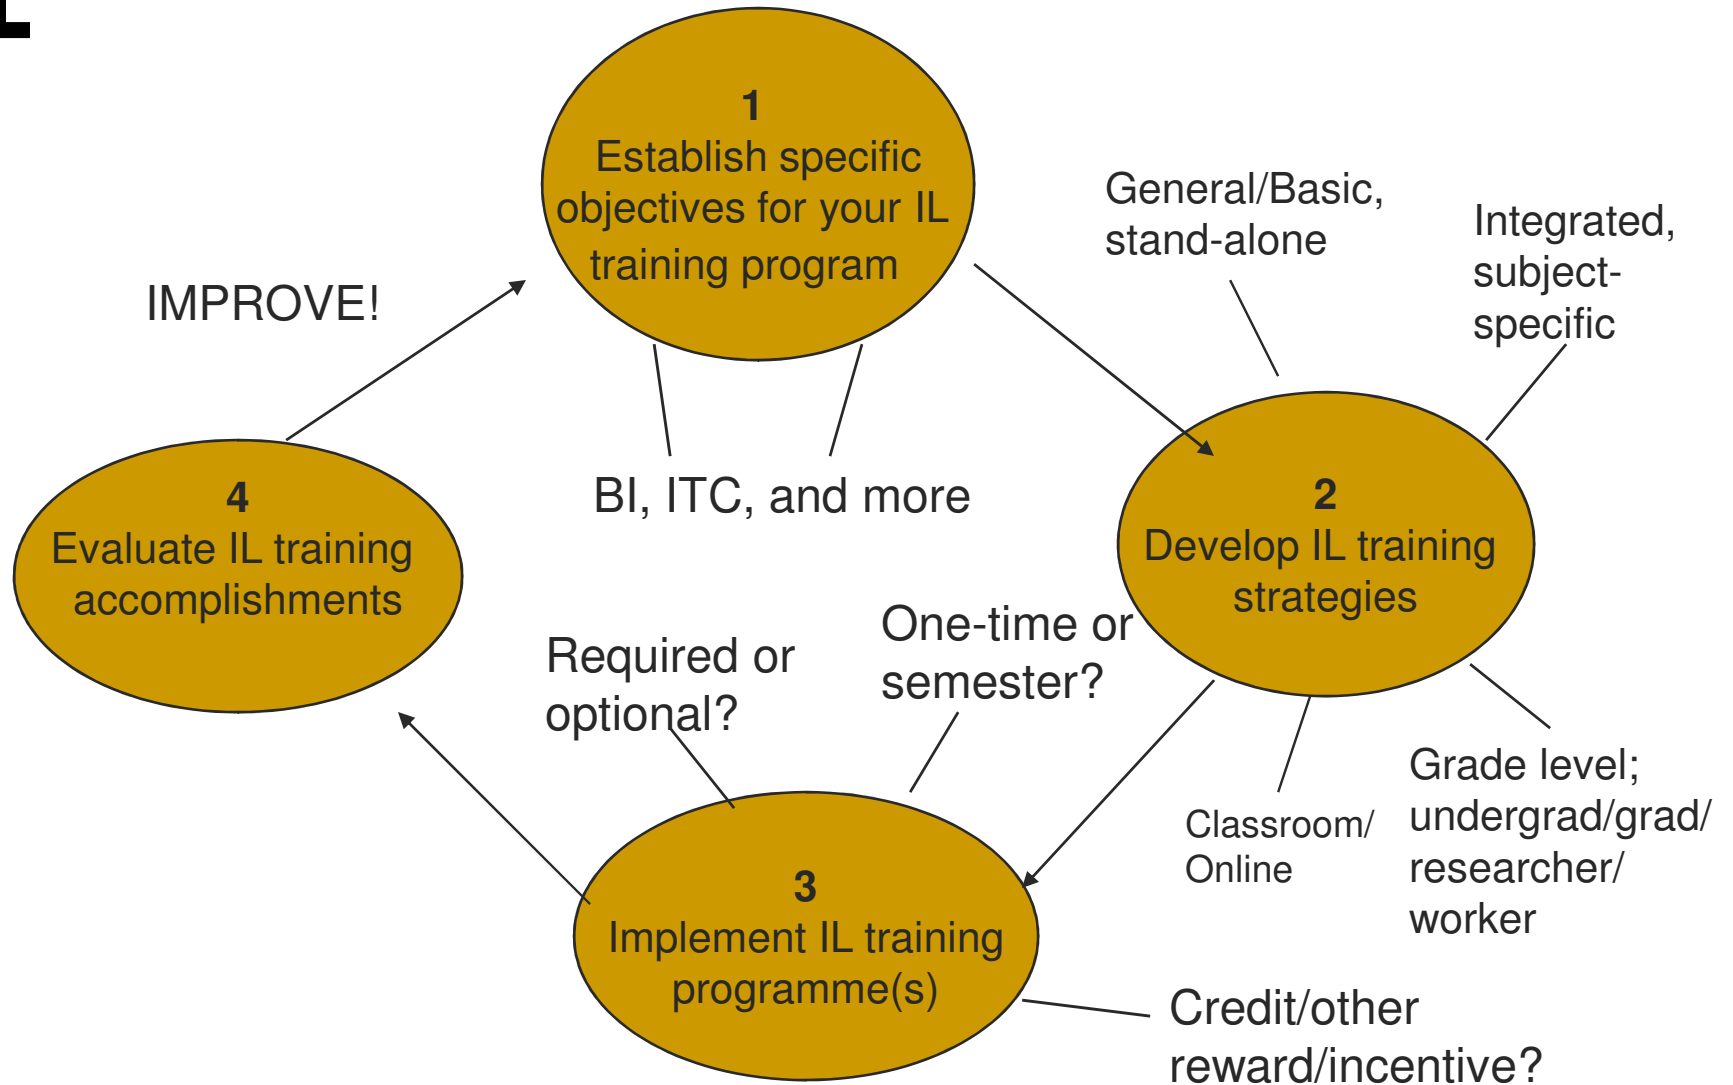 1
Establish specific
objectives for your IL
training program
General/Basic,
stand-alone
Integrated,
subject-
specific
IMPROVE!
BI, ITC, and more
2
Develop IL training
strategies
4
Evaluate IL training
accomplishments
One-time or
semester?
Required or
optional?
Classroom/
Online
Grade level;
undergrad/grad/
researcher/
worker
3
Implement IL training
programme(s)
Credit/other
reward/incentive?